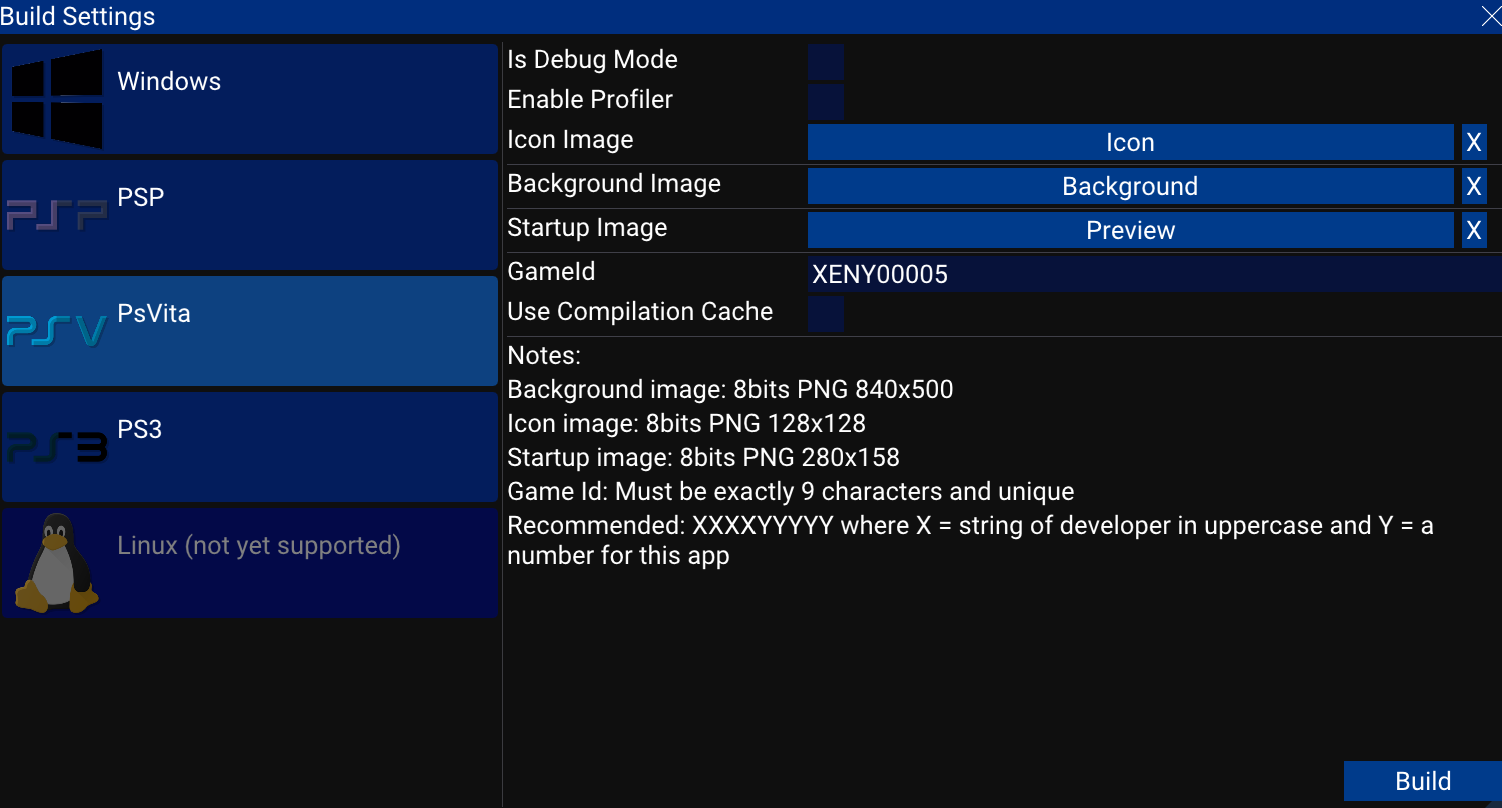 Build Settings
Windows
PSP
PSP
PSV
PsVita
PS3
PS3
Linux (not yet supported)
Is Debug Mode
Enable Profiler
Icon Image Icon X
Background Image Background X
Startup Image Preview X
GameId XENY00005
Use Compilation Cache
Notes:
Background image: 8bits PNG 840x500
Icon image: 8bits PNG 128x128
Startup image: 8bits PNG 280x158
Game Id: Must be exactly 9 characters and unique
Recommended: XXXXYYYYY where X = string of developer in uppercase and Y = a
number for this app
Build